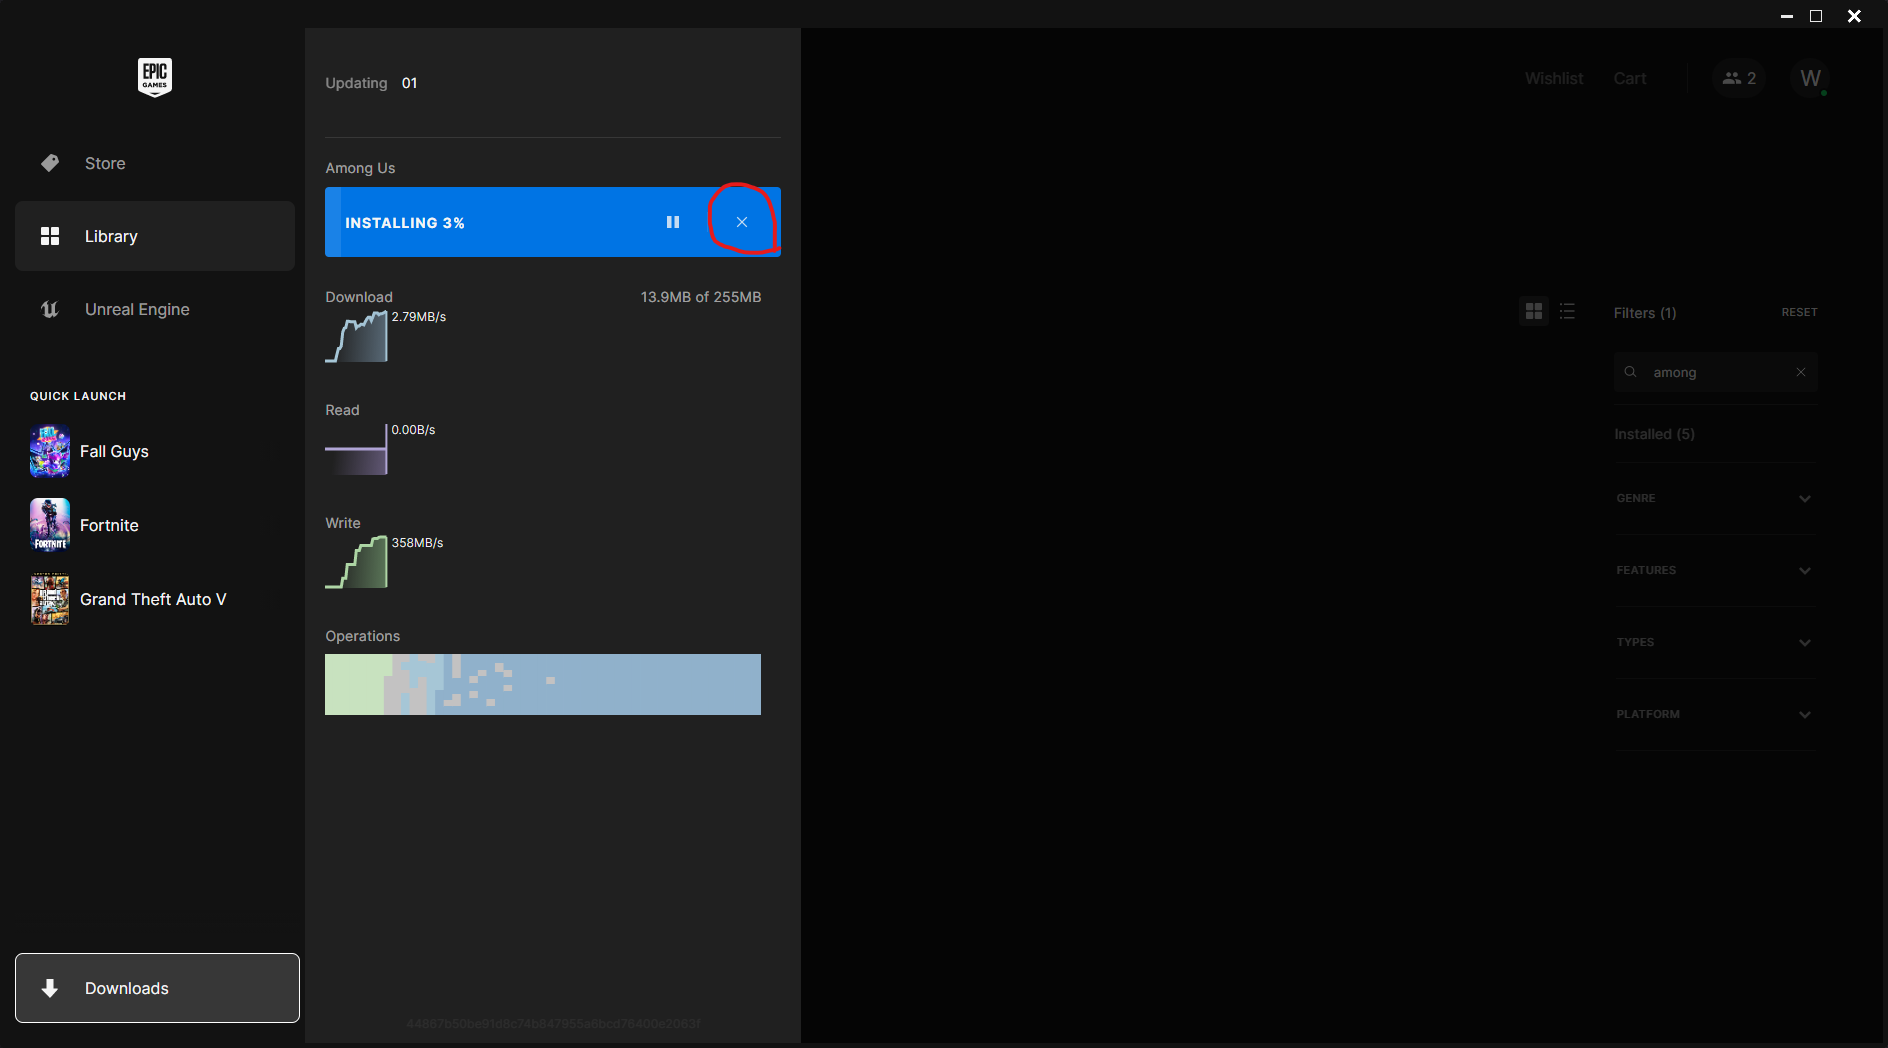 EPIC
GAMES
Store
Library
Unreal Engine
QUICK LAUNCH
Fall Guys
Fortnite
Grand Theft Auto V
Downloads
Updating 01
Among Us
INSTALLING 3%
Download 13.9MB of 255MB
2.79MB/s
Read
0.00B/s
Write
358MB/s
Operations
Wishlist Cart 2 W
Filters (1) RESET
among
Installed (5)
GENRE
FEATURES
TYPES
PLATFORM
FORTNITE